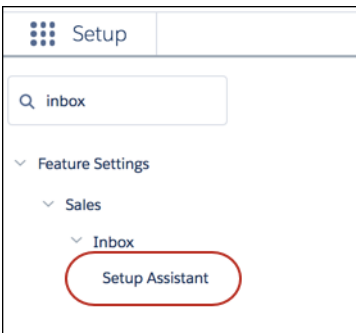 Setup
inbox
Feature Settings
Sales
Inbox
Setup Assistant